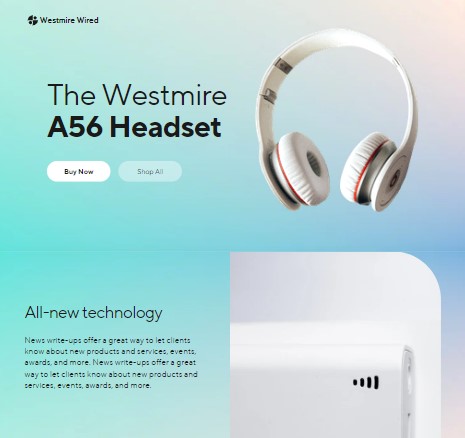 Westmire Wired
The Westmire
A56 Headset
Buy Now
Shop All
All-new technology
News write-ups offer a great way to let clients
know about new products and services, events,
awards, and more. News write-ups offer a great
way to let clients know about new products and
services, events, awards, and more.